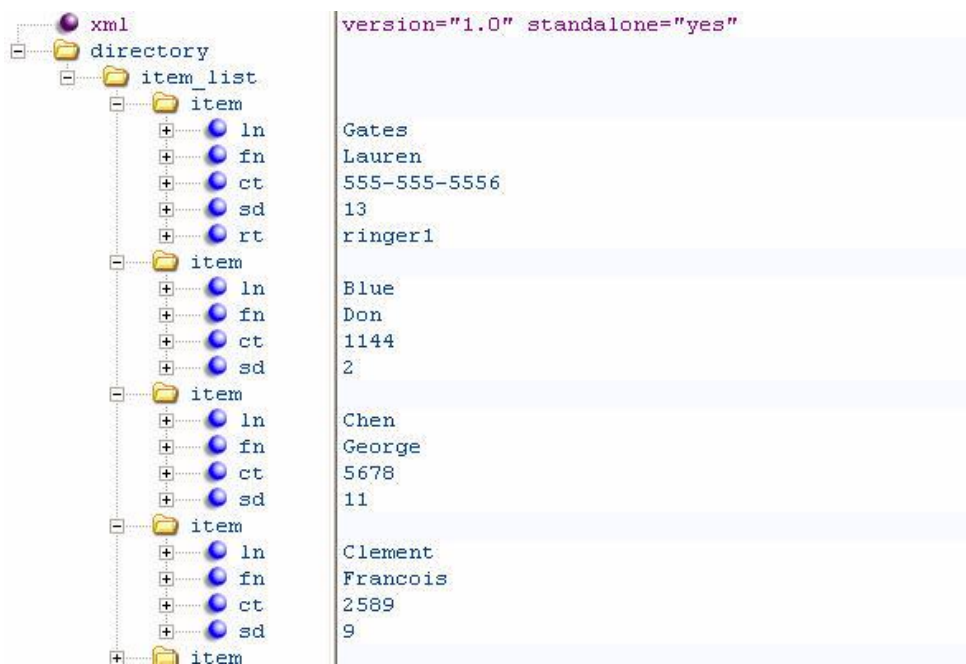 xml version="1.0" standalone="yes"
directory
item_list
item
ln Gates
fn Lauren
ct 555-555-5556
sd 13
rt ringer1
item
ln Blue
fn Don
ct 1144
sd 2
item
ln Chen
fn George
ct 5678
sd 11
item
ln Clement
fn Francois
ct 2589
sd 9
item